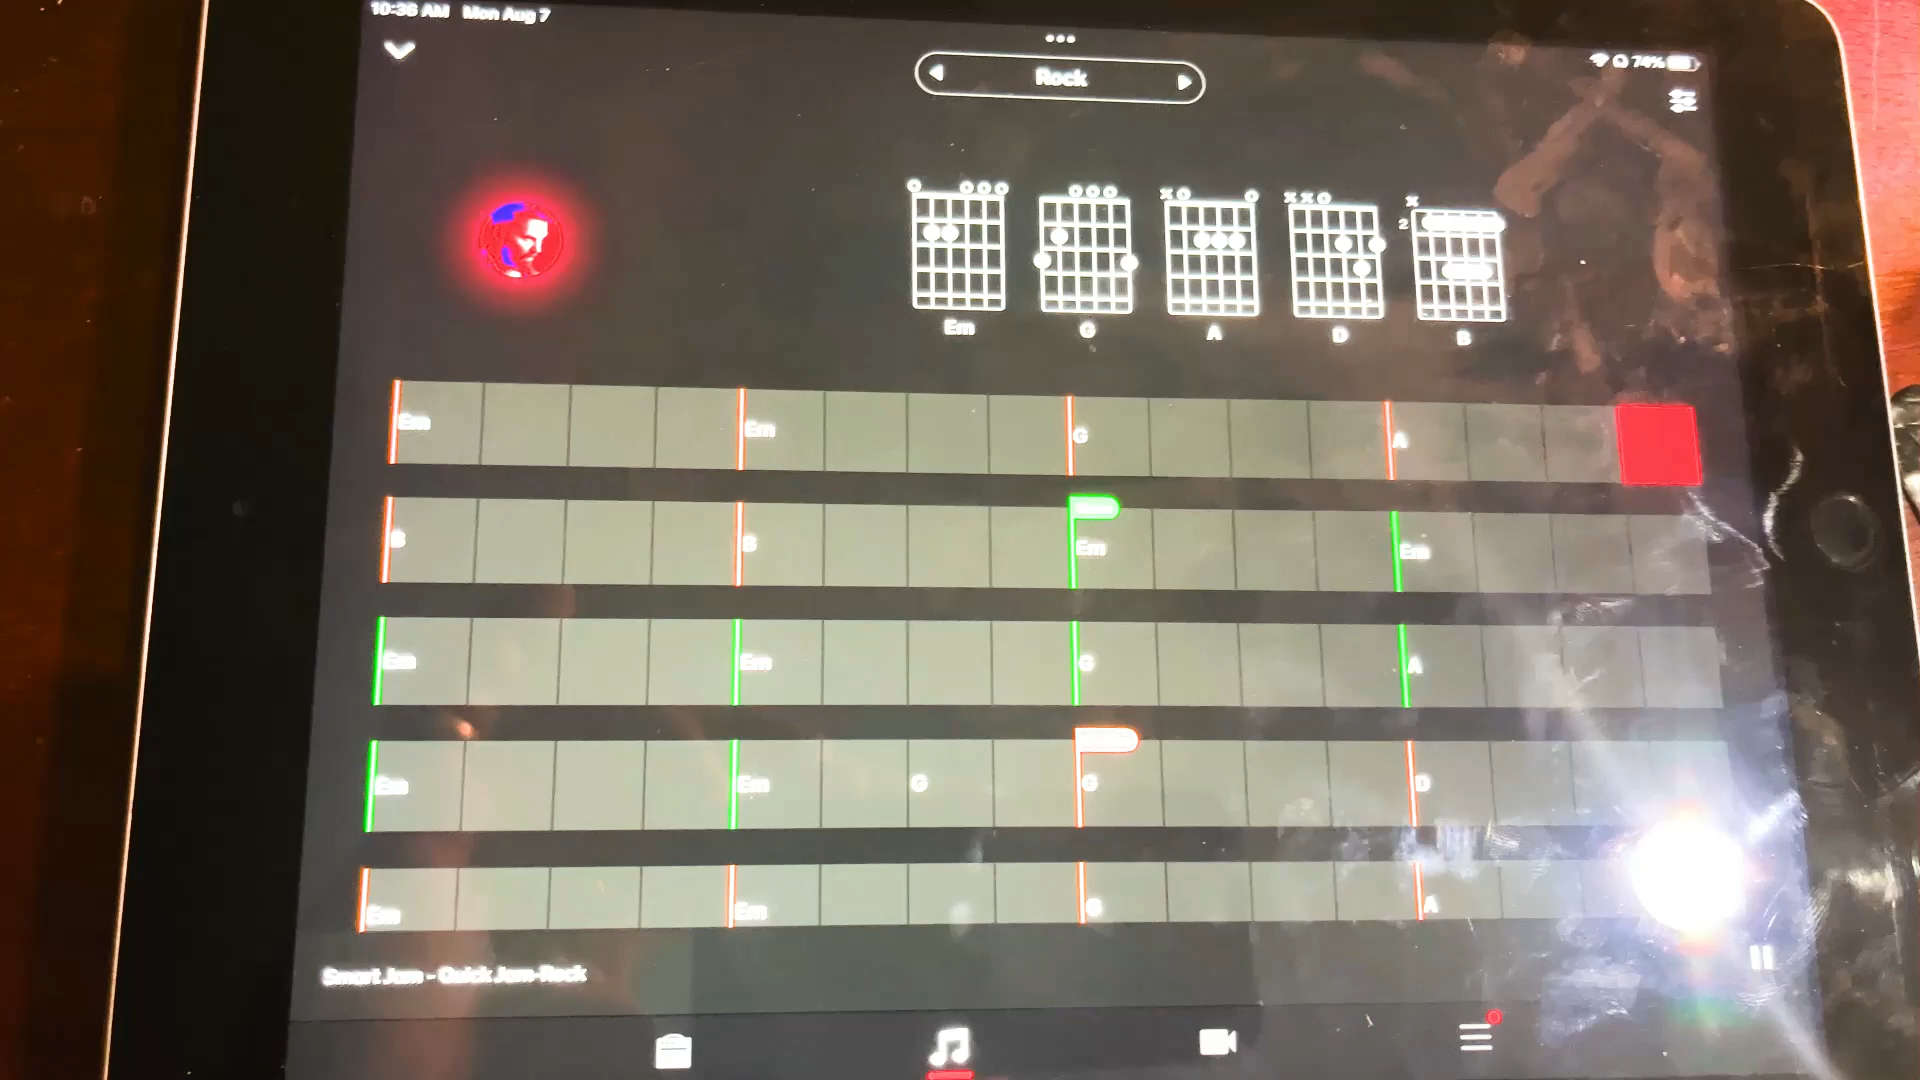 10:36 AM Mon Aug 7
74%
Rock
x o o x x o x
2
Em G A D B
Em Em G A
B B Em Em
Em Em G A
Em Em G G D
Em Em G A
Smart Jam - Quick Jam-Rock